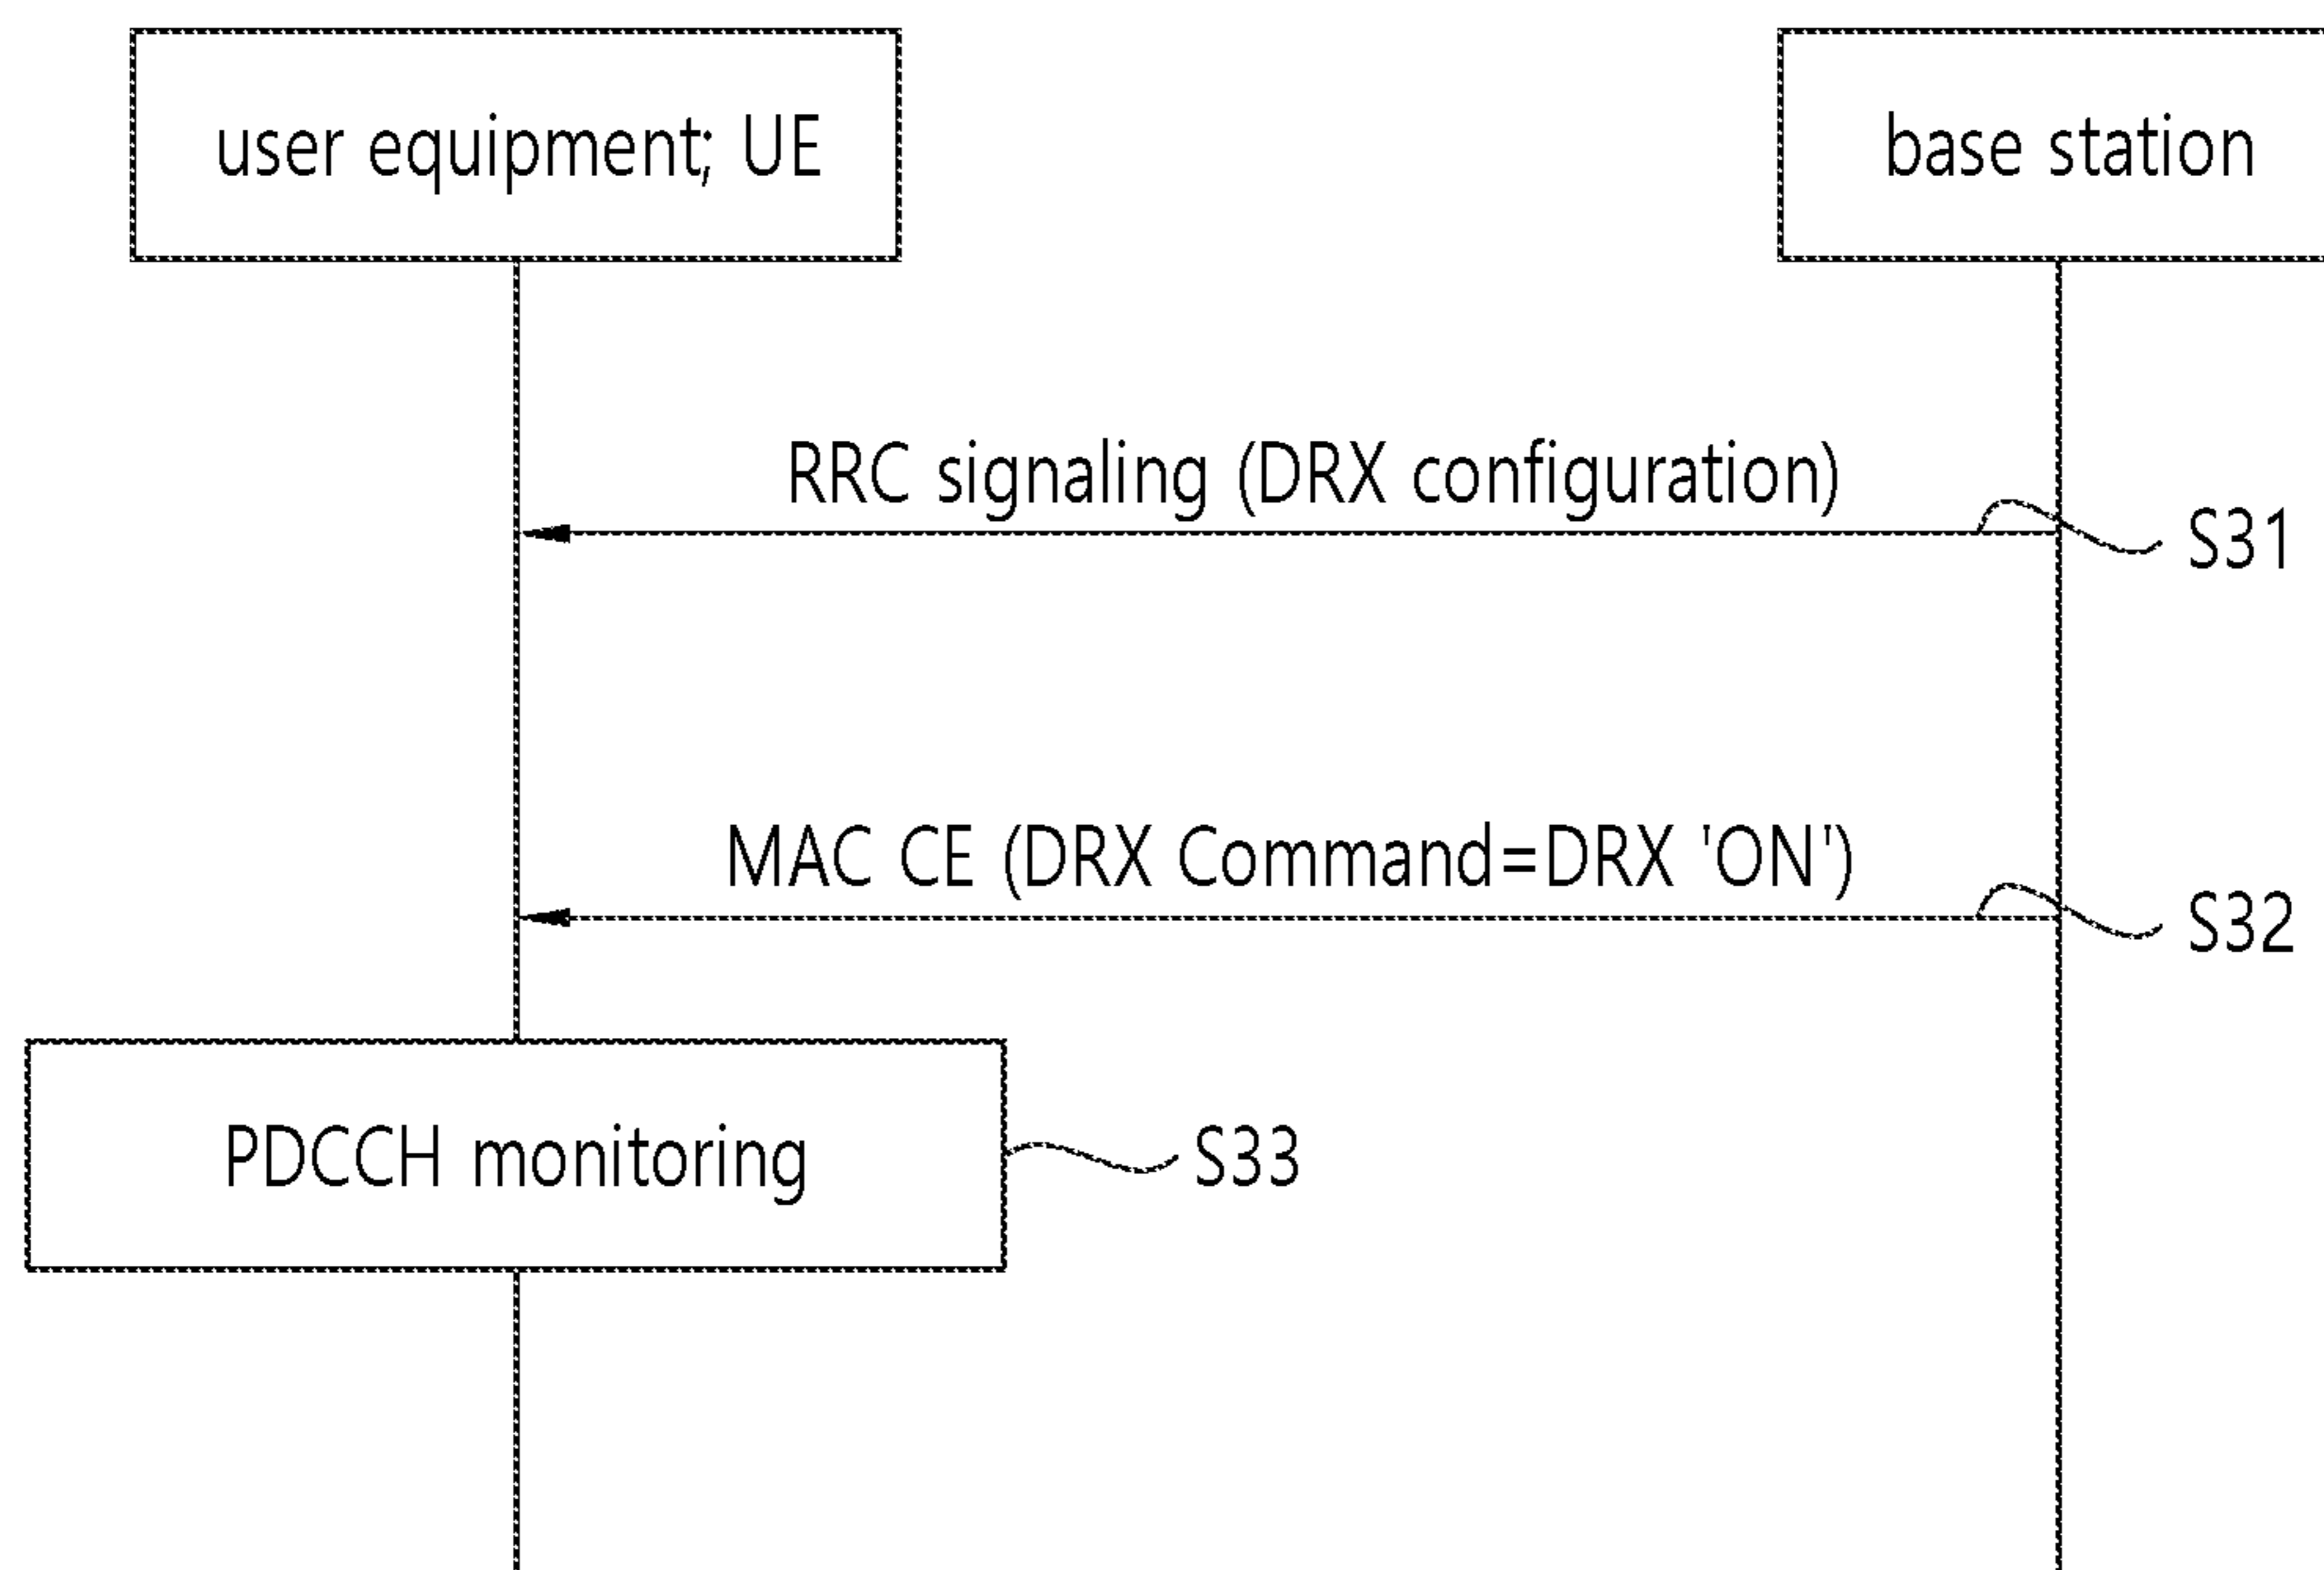 user equipment; UE
base station
RRC signaling (DRX configuration)
S31
MAC CE (DRX Command=DRX 'ON')
S32
PDCCH monitoring
S33